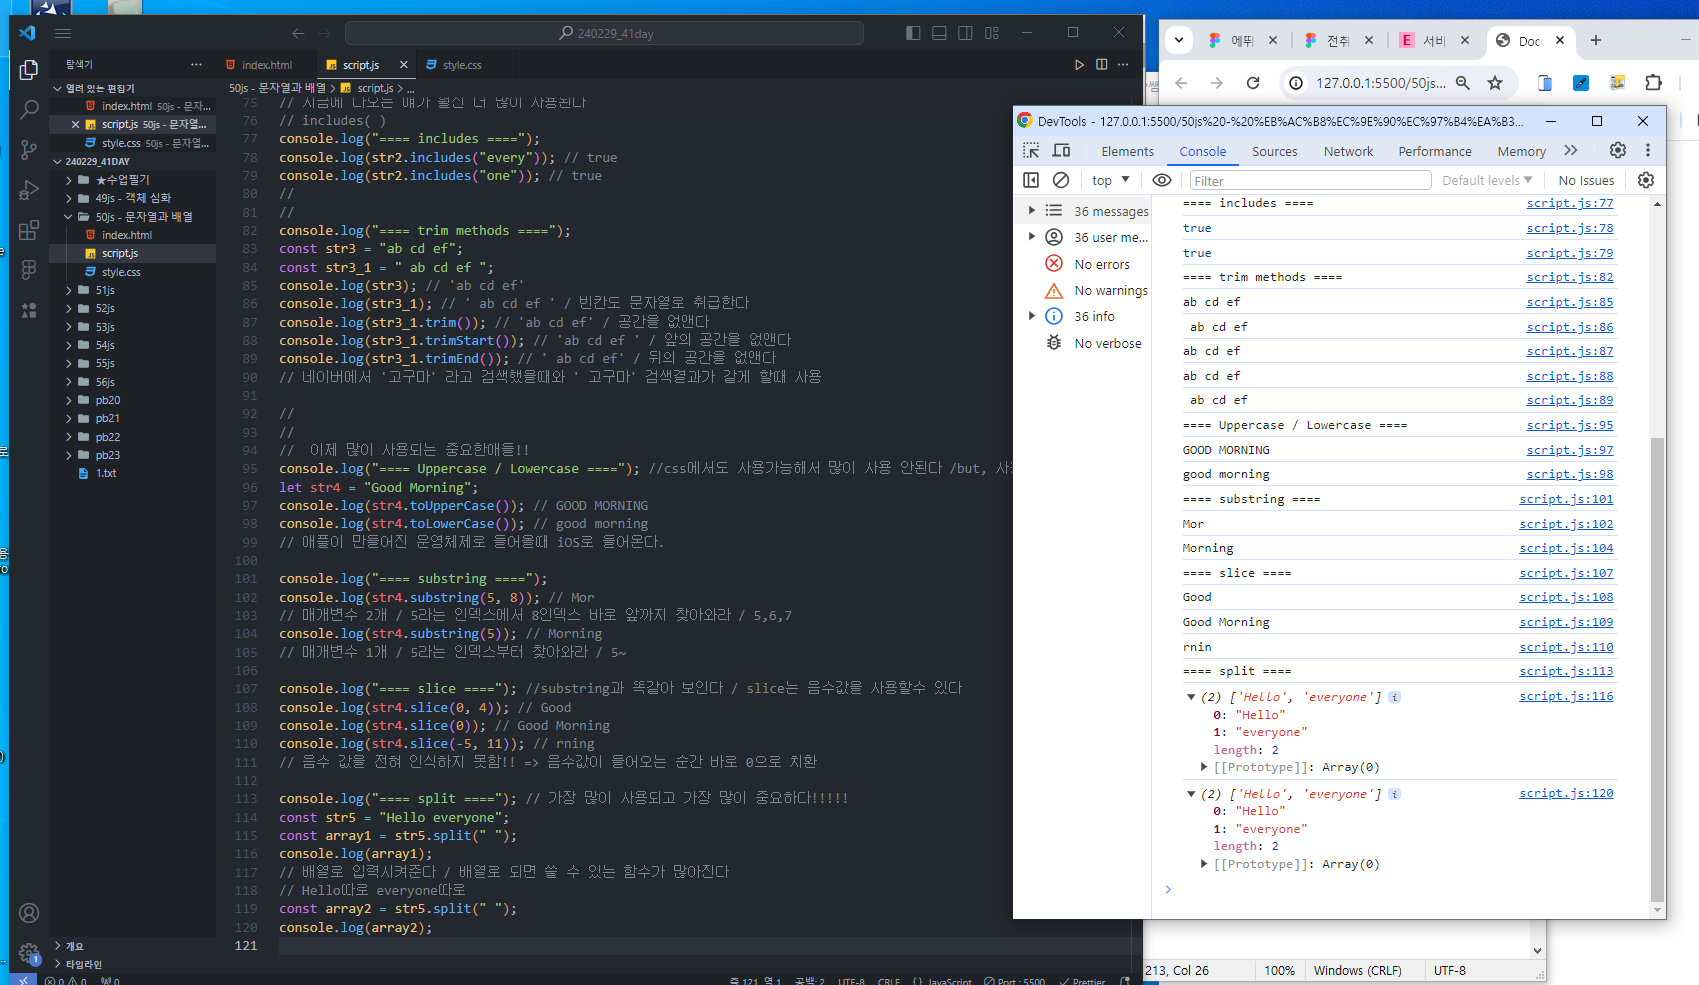 240229_41day
탐색기
index.html
script.js
style.css
열려 있는 편집기
index.html 50js - 문자...
script.js 50js - 문자열...
style.css 50js - 문자열...
240229_41DAY
★수업필기
49js - 객체 심화
50js - 문자열과 배열
index.html
script.js
style.css
51js
52js
53js
54js
55js
56js
pb20
pb21
pb22
pb23
1.txt
개요
타임라인
50js - 문자열과 배열 > script.js > ...
75 // 지금에 나오는 얘가 훨씬 더 많이 사용된다
76 // includes( )
77 console.log("==== includes ====");
78 console.log(str2.includes("every")); // true
79 console.log(str2.includes("one")); // true
80 //
81 //
82 console.log("==== trim methods ====");
83 const str3 = "ab cd ef";
84 const str3_1 = " ab cd ef ";
85 console.log(str3); // 'ab cd ef'
86 console.log(str3_1); // ' ab cd ef ' / 빈칸도 문자열로 취급한다
87 console.log(str3_1.trim()); // 'ab cd ef' / 공간을 없앤다
88 console.log(str3_1.trimStart()); // 'ab cd ef ' / 앞의 공간을 없앤다
89 console.log(str3_1.trimEnd()); // ' ab cd ef' / 뒤의 공간을 없앤다
90 // 네이버에서 '고구마' 라고 검색했을때와 ' 고구마' 검색결과가 같게 할때 사용
91
92 //
93 //
94 //  이제 많이 사용되는 중요한애들!!
95 console.log("==== Uppercase / Lowercase ===="); //css에서도 사용가능해서 많이 사용 안된다 /but, 사
96 let str4 = "Good Morning";
97 console.log(str4.toUpperCase()); // GOOD MORNING
98 console.log(str4.toLowerCase()); // good morning
99 // 애플이 만들어진 운영체제로 들어올때 iOS로 들어온다.
100
101 console.log("==== substring ====");
102 console.log(str4.substring(5, 8)); // Mor
103 // 매개변수 2개 / 5라는 인덱스에서 8인덱스 바로 앞까지 찾아와라 / 5,6,7
104 console.log(str4.substring(5)); // Morning
105 // 매개변수 1개 / 5라는 인덱스부터 찾아와라 / 5~
106
107 console.log("==== slice ===="); //substring과 똑같아 보인다 / slice는 음수값을 사용할수 있다
108 console.log(str4.slice(0, 4)); // Good
109 console.log(str4.slice(0)); // Good Morning
110 console.log(str4.slice(-5, 11)); // rning
111 // 음수 값을 전혀 인식하지 못함!! => 음수값이 들어오는 순간 바로 0으로 치환
112
113 console.log("==== split ===="); // 가장 많이 사용되고 가장 많이 중요하다!!!!!
114 const str5 = "Hello everyone";
115 const array1 = str5.split(" ");
116 console.log(array1);
117 // 배열로 입력시켜준다 / 배열로 되면 쓸 수 있는 함수가 많아진다
118 // Hello따로 everyone따로
119 const array2 = str5.split(" ");
120 console.log(array2);
121
줄 121, 열 1 공백: 2 UTF-8 CRLF {} JavaScript Port : 5500 Prettier
에뛰
전취
서비
Doc
127.0.0.1:5500/50js...
DevTools - 127.0.0.1:5500/50js%20-%20%EB%AC%B8%EC%9E%90%EC%97%B4%EA%B3...
Elements Console Sources Network Performance Memory
top Filter Default levels No Issues
36 messages
36 user me...
No errors
No warnings
36 info
No verbose
==== includes ==== script.js:77
true script.js:78
true script.js:79
==== trim methods ==== script.js:82
ab cd ef script.js:85
ab cd ef script.js:86
ab cd ef script.js:87
ab cd ef script.js:88
ab cd ef script.js:89
==== Uppercase / Lowercase ==== script.js:95
GOOD MORNING script.js:97
good morning script.js:98
==== substring ==== script.js:101
Mor script.js:102
Morning script.js:104
==== slice ==== script.js:107
Good script.js:108
Good Morning script.js:109
rnin script.js:110
==== split ==== script.js:113
(2) ['Hello', 'everyone'] script.js:116
0: "Hello"
1: "everyone"
length: 2
[[Prototype]]: Array(0)
(2) ['Hello', 'everyone'] script.js:120
0: "Hello"
1: "everyone"
length: 2
[[Prototype]]: Array(0)
213, Col 26 100% Windows (CRLF) UTF-8